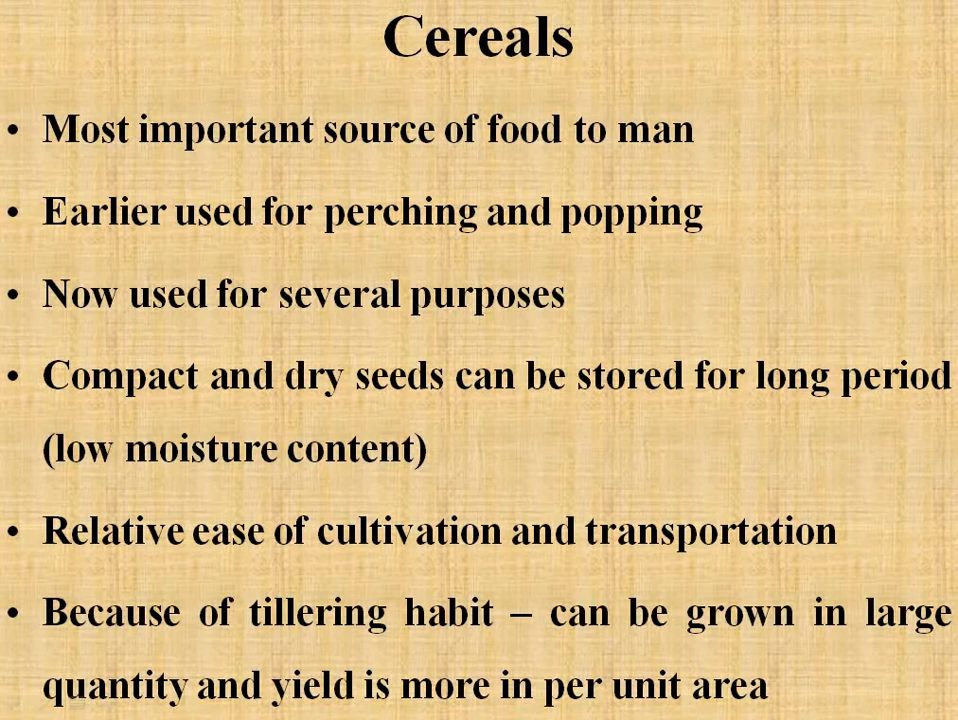 Cereals
• Most important source of food to man
• Earlier used for perching and popping
• Now used for several purposes
• Compact and dry seeds can be stored for long period
(low moisture content)
• Relative ease of cultivation and transportation
• Because of tillering habit – can be grown in large
quantity and yield is more in per unit area